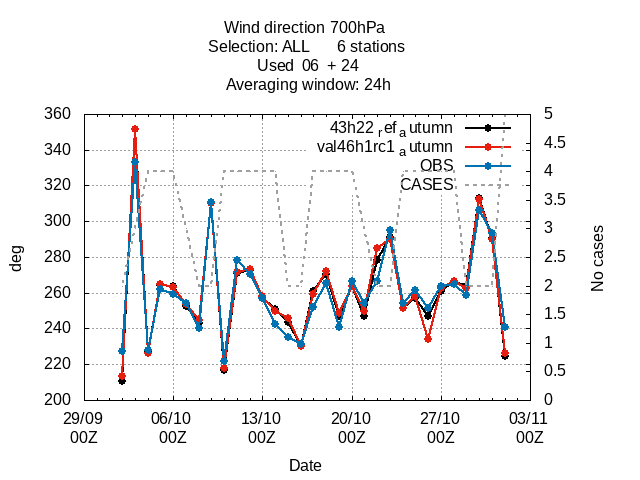 Wind direction 700hPa
Selection: ALL 6 stations
Used 06 + 24
Averaging window: 24h
360 5
340 4.5
320 4
300 3.5
280 3
260 2.5
240 2
220 1.5
200 1
0.5
0
43h22 ref a utumn
val46h1rc1 a utumn
OBS
CASES
deg
No cases
29/09 06/10 13/10 20/10 27/10 03/11
00Z 00Z 00Z 00Z 00Z 00Z
Date